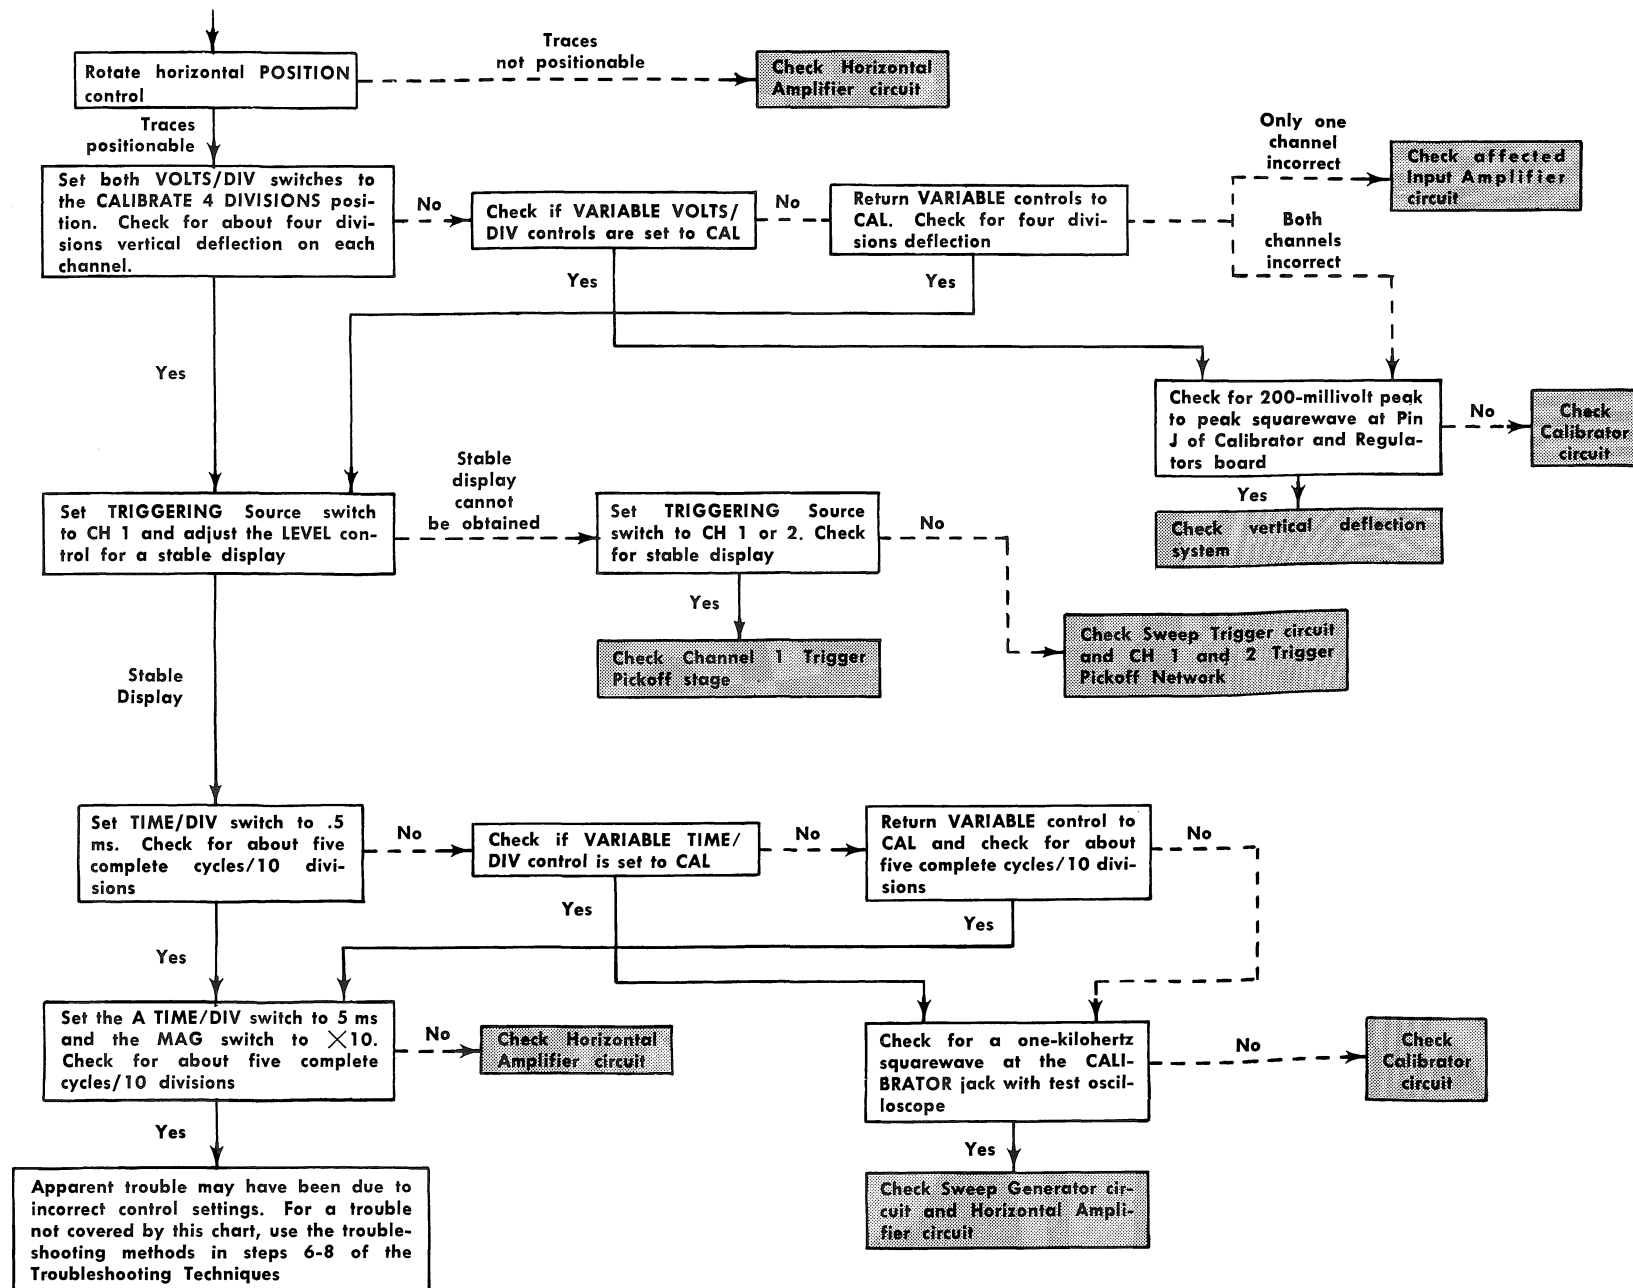 Rotate horizontal POSITION
control
Traces
not positionable
Check Horizontal
Amplifier circuit
Traces
positionable
Set both VOLTS/DIV switches to
the CALIBRATE 4 DIVISIONS posi-
tion. Check for about four divi-
sions vertical deflection on each
channel.
No
Check if VARIABLE VOLTS/
DIV controls are set to CAL
No
Return VARIABLE controls to
CAL. Check for four divi-
sions deflection
Only one
channel
incorrect
Check affected
Input Amplifier
circuit
Both
channels
incorrect
Yes
Yes
Yes
Check for 200-millivolt peak
to peak squarewave at Pin
J of Calibrator and Regula-
tors board
No
Check
Calibrator
circuit
Yes
Check vertical deflection
system
Set TRIGGERING Source switch
to CH 1 and adjust the LEVEL con-
trol for a stable display
Stable
display
cannot
be obtained
Set TRIGGERING Source
switch to CH 1 or 2. Check
for stable display
No
Yes
Check Channel 1 Trigger
Pickoff stage
Check Sweep Trigger circuit
and CH 1 and 2 Trigger
Pickoff Network
Stable
Display
Set TIME/DIV switch to .5
ms. Check for about five
complete cycles/10 divi-
sions
No
Check if VARIABLE TIME/
DIV control is set to CAL
No
Return VARIABLE control to
CAL and check for about
five complete cycles/10 divi-
sions
No
Yes
Yes
Yes
Set the A TIME/DIV switch to 5 ms
and the MAG switch to ×10.
Check for about five complete
cycles/10 divisions
No
Check Horizontal
Amplifier circuit
Check for a one-kilohertz
squarewave at the CALI-
BRATOR jack with test oscil-
loscope
No
Check
Calibrator
circuit
Yes
Yes
Check Sweep Generator cir-
cuit and Horizontal Ampli-
fier circuit
Apparent trouble may have been due to
incorrect control settings. For a trouble
not covered by this chart, use the trouble-
shooting methods in steps 6-8 of the
Troubleshooting Techniques